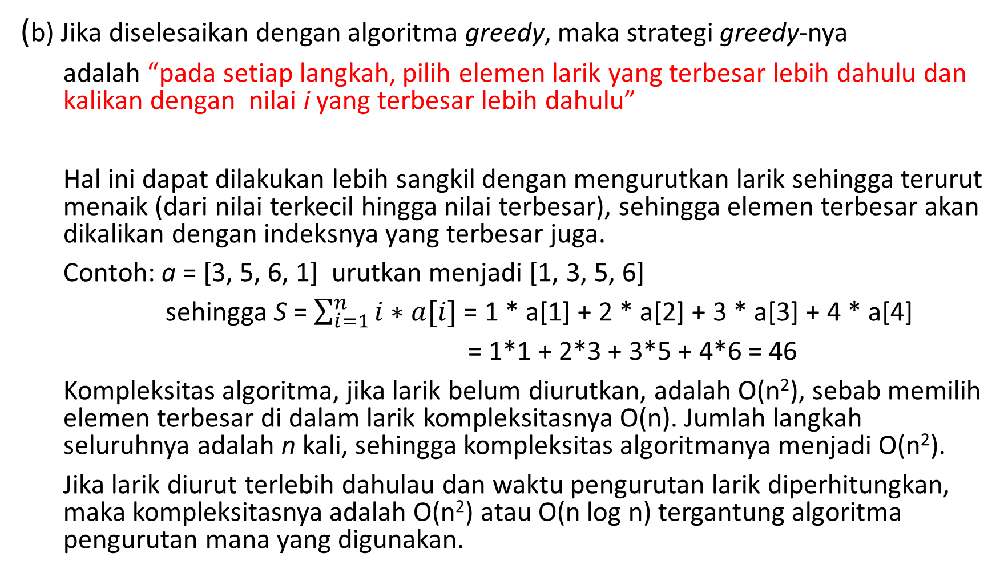 (b) Jika diselesaikan dengan algoritma greedy, maka strategi greedy-nya
adalah “pada setiap langkah, pilih elemen larik yang terbesar lebih dahulu dan
kalikan dengan nilai i yang terbesar lebih dahulu”
Hal ini dapat dilakukan lebih sangkil dengan mengurutkan larik sehingga terurut
menaik (dari nilai terkecil hingga nilai terbesar), sehingga elemen terbesar akan
dikalikan dengan indeksnya yang terbesar juga.
Contoh: a = [3, 5, 6, 1] urutkan menjadi [1, 3, 5, 6]
sehingga S = ∑ⁿᵢ₌₁ i ∗ a[i] = 1 * a[1] + 2 * a[2] + 3 * a[3] + 4 * a[4]
= 1*1 + 2*3 + 3*5 + 4*6 = 46
Kompleksitas algoritma, jika larik belum diurutkan, adalah O(n²), sebab memilih
elemen terbesar di dalam larik kompleksitasnya O(n). Jumlah langkah
seluruhnya adalah n kali, sehingga kompleksitas algoritmanya menjadi O(n²).
Jika larik diurut terlebih dahulau dan waktu pengurutan larik diperhitungkan,
maka kompleksitasnya adalah O(n²) atau O(n log n) tergantung algoritma
pengurutan mana yang digunakan.